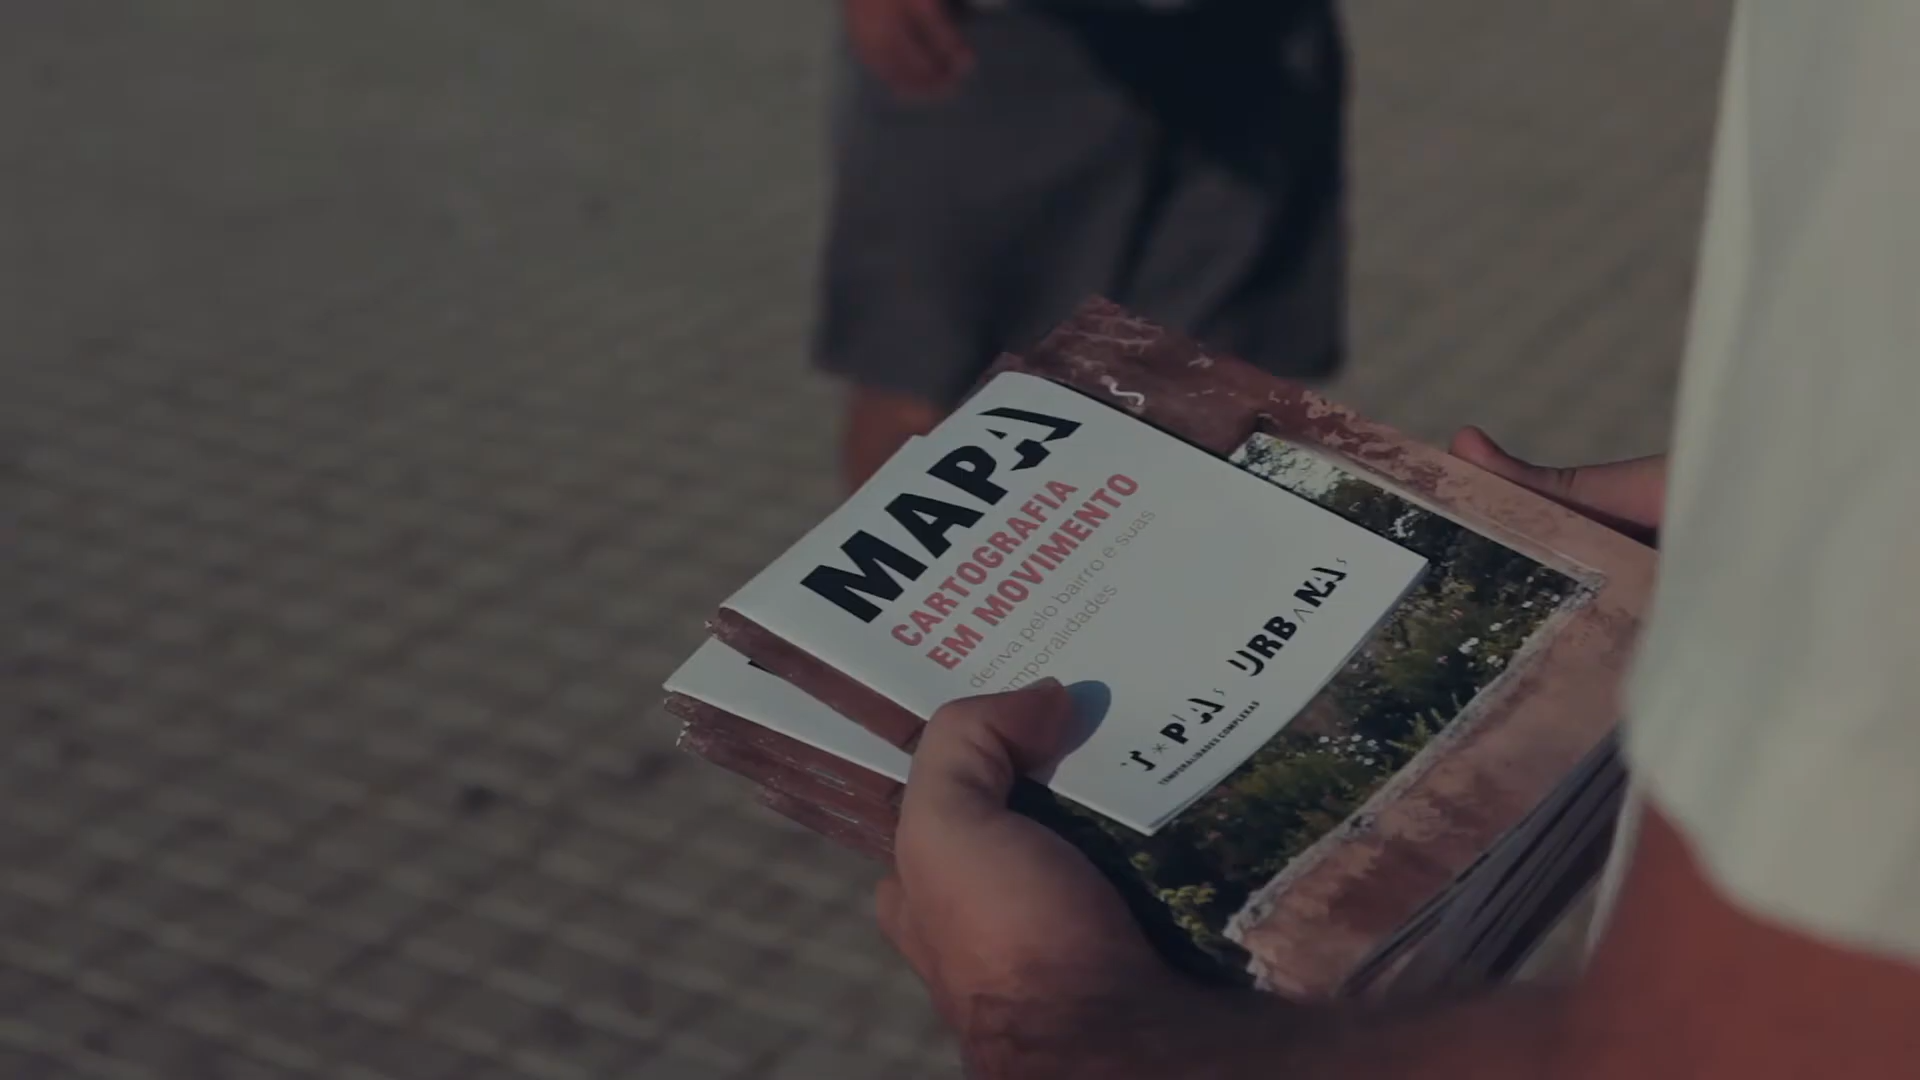 MAPA
CARTOGRAFIA
EM MOVIMENTO
deriva pelo bairro e suas
temporalidades
URBANAS
TEMPORALIDADES COMPLEXAS